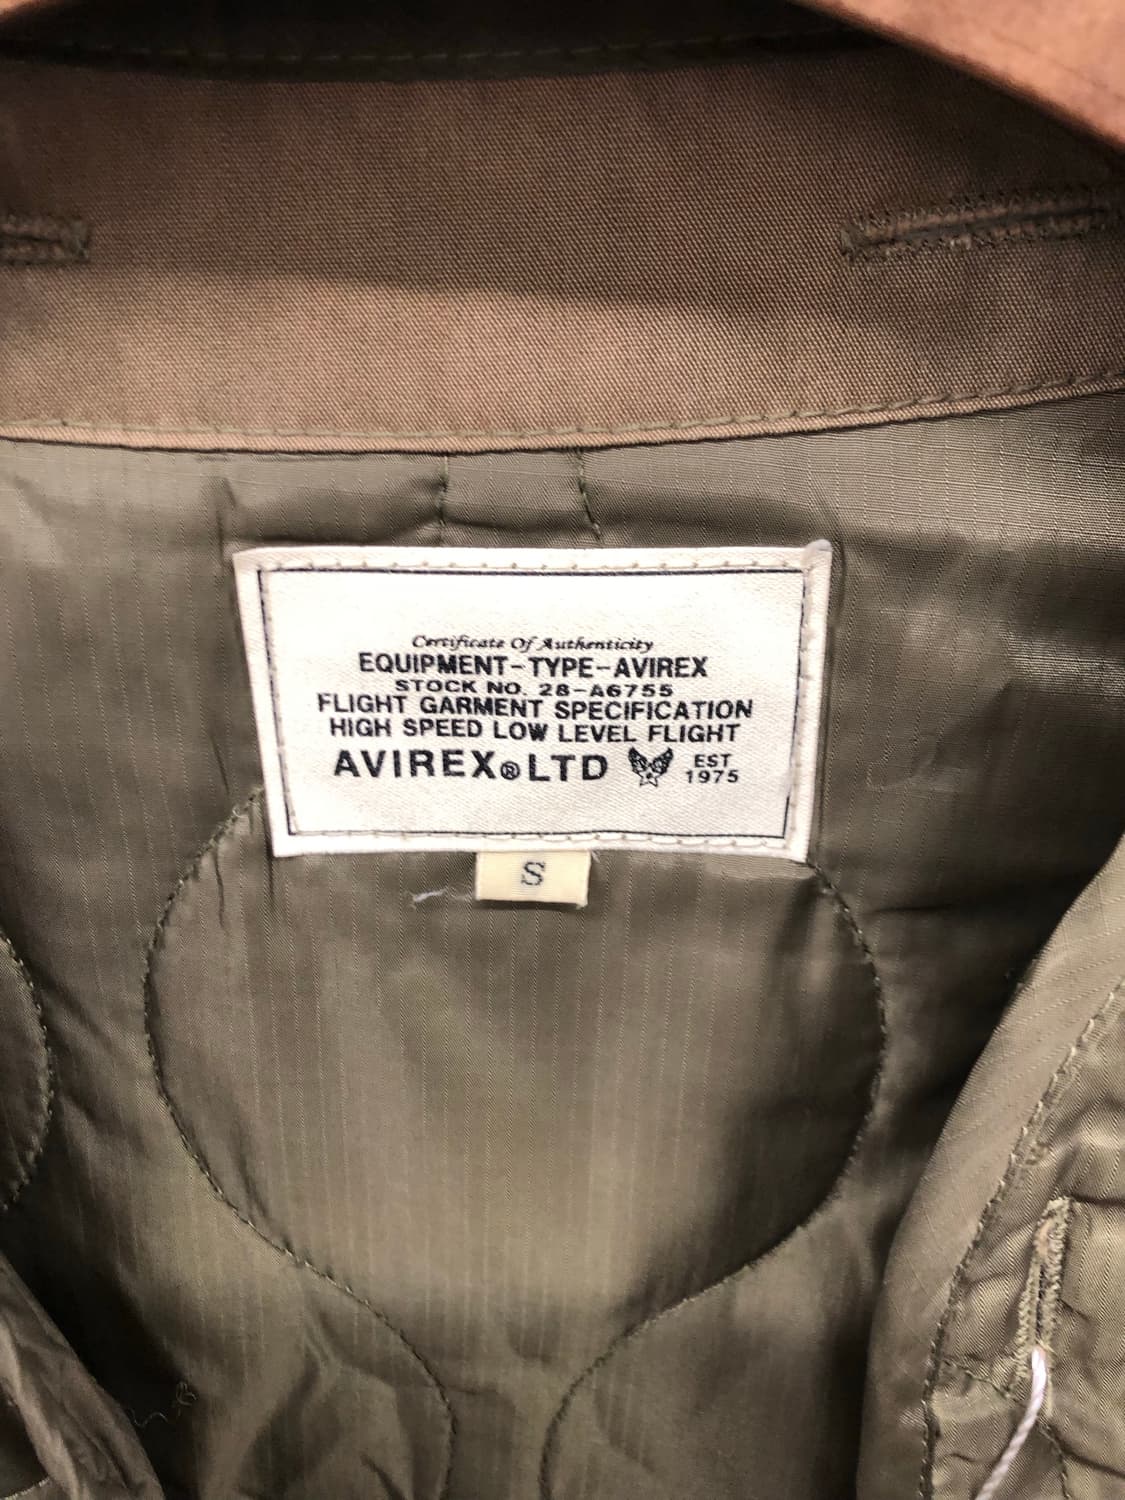 Certificate Of Authenticity
EQUIPMENT-TYPE-AVIREX
STOCK NO. 28-A6755
FLIGHT GARMENT SPECIFICATION
HIGH SPEED LOW LEVEL FLIGHT
AVIREX® LTD EST 1975
S